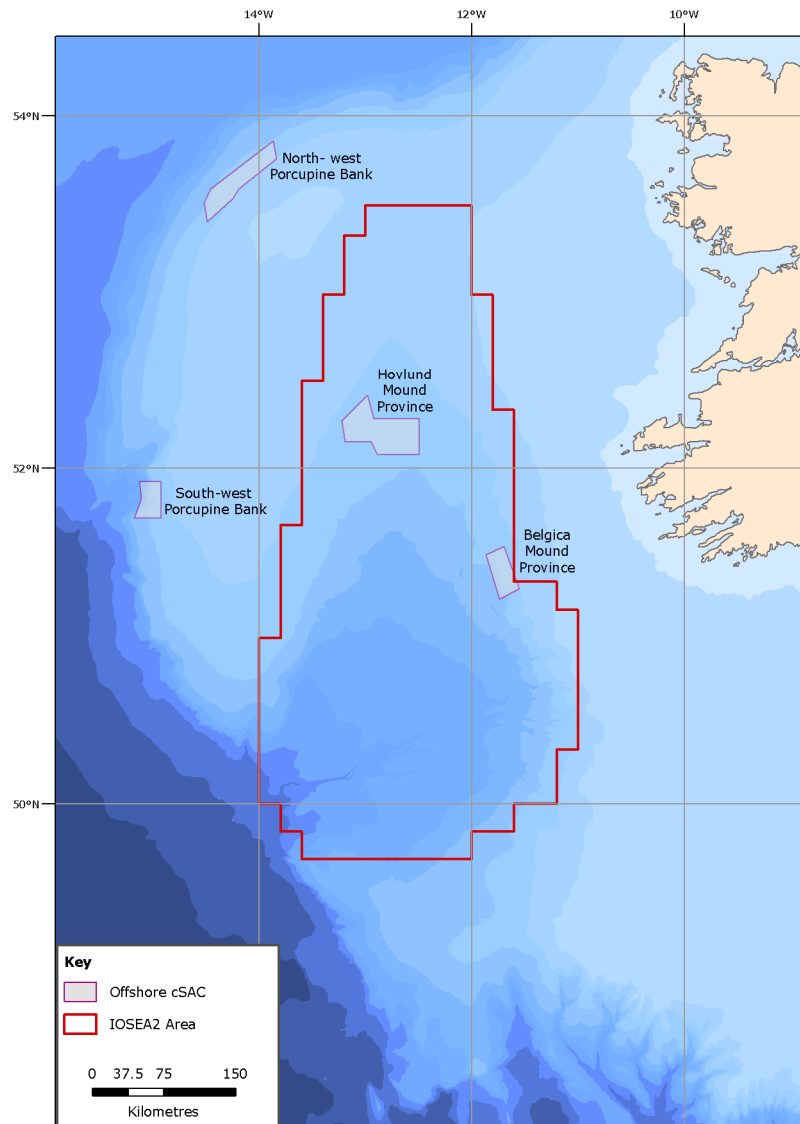 14°W
12°W
10°W
54°N
North- west
Porcupine Bank
Hovlund
Mound
Province
52°N
South-west
Porcupine Bank
Belgica
Mound
Province
50°N
Key
Offshore cSAC
IOSEA2 Area
0 37.5 75 150
Kilometres